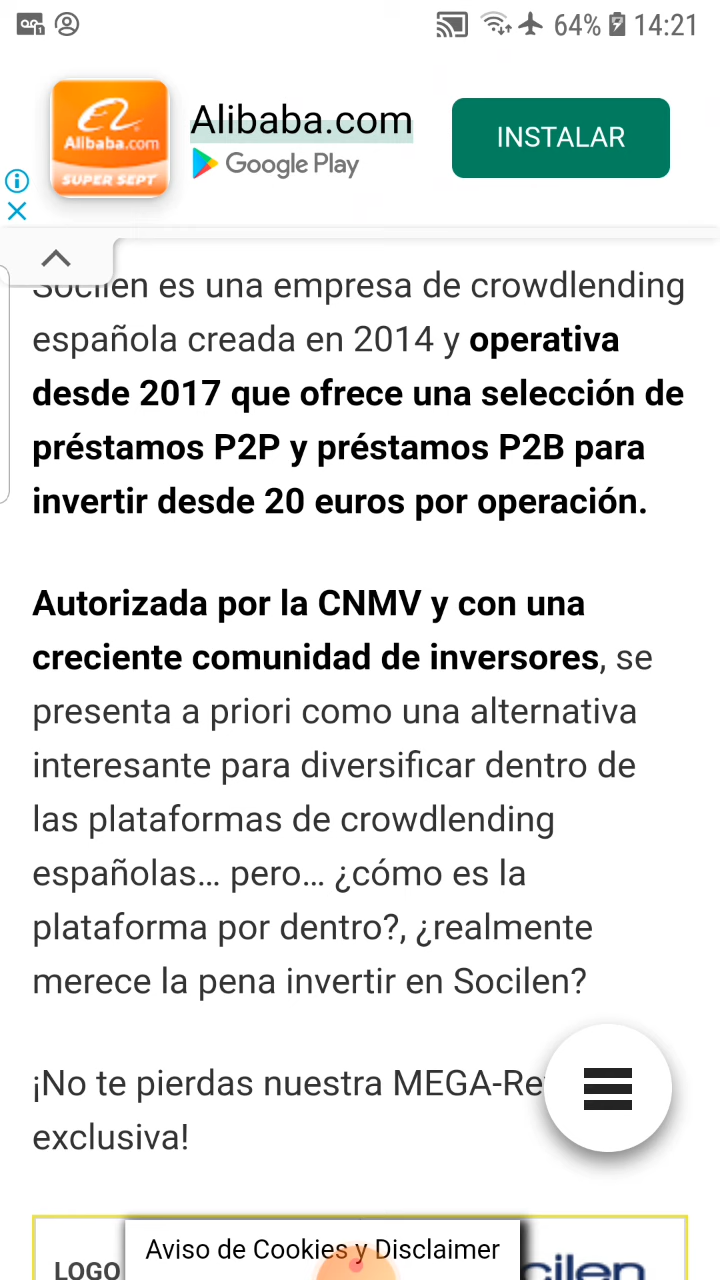 64% 14:21
Alibaba.com
INSTALAR
Alibaba.com
Google Play
SUPER SEPT
Socilen es una empresa de crowdlending
española creada en 2014 y operativa
desde 2017 que ofrece una selección de
préstamos P2P y préstamos P2B para
invertir desde 20 euros por operación.
Autorizada por la CNMV y con una
creciente comunidad de inversores, se
presenta a priori como una alternativa
interesante para diversificar dentro de
las plataformas de crowdlending
españolas... pero... ¿cómo es la
plataforma por dentro?, ¿realmente
merece la pena invertir en Socilen?
¡No te pierdas nuestra MEGA-Re
exclusiva!
Aviso de Cookies y Disclaimer
LOGO
cilen